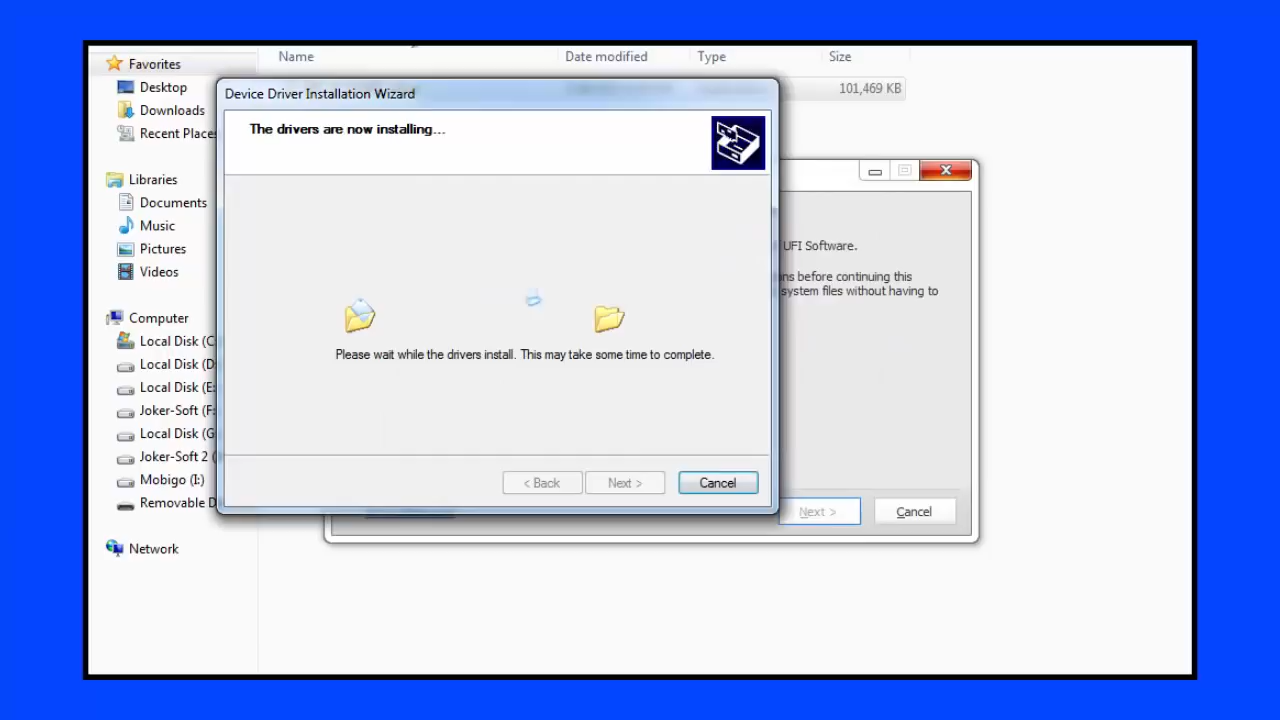 Name Date modified Type Size
101,469 KB
Favorites
Desktop
Downloads
Recent Places
Libraries
Documents
Music
Pictures
Videos
Computer
Local Disk (C
Local Disk (D
Local Disk (E:
Joker-Soft (F:
Local Disk (G
Joker-Soft 2 (
Mobigo (I:)
Removable D
Network
Device Driver Installation Wizard
The drivers are now installing...
Please wait while the drivers install. This may take some time to complete.
< Back Next > Cancel
UFI Software.
ns before continuing this
system files without having to
Next > Cancel